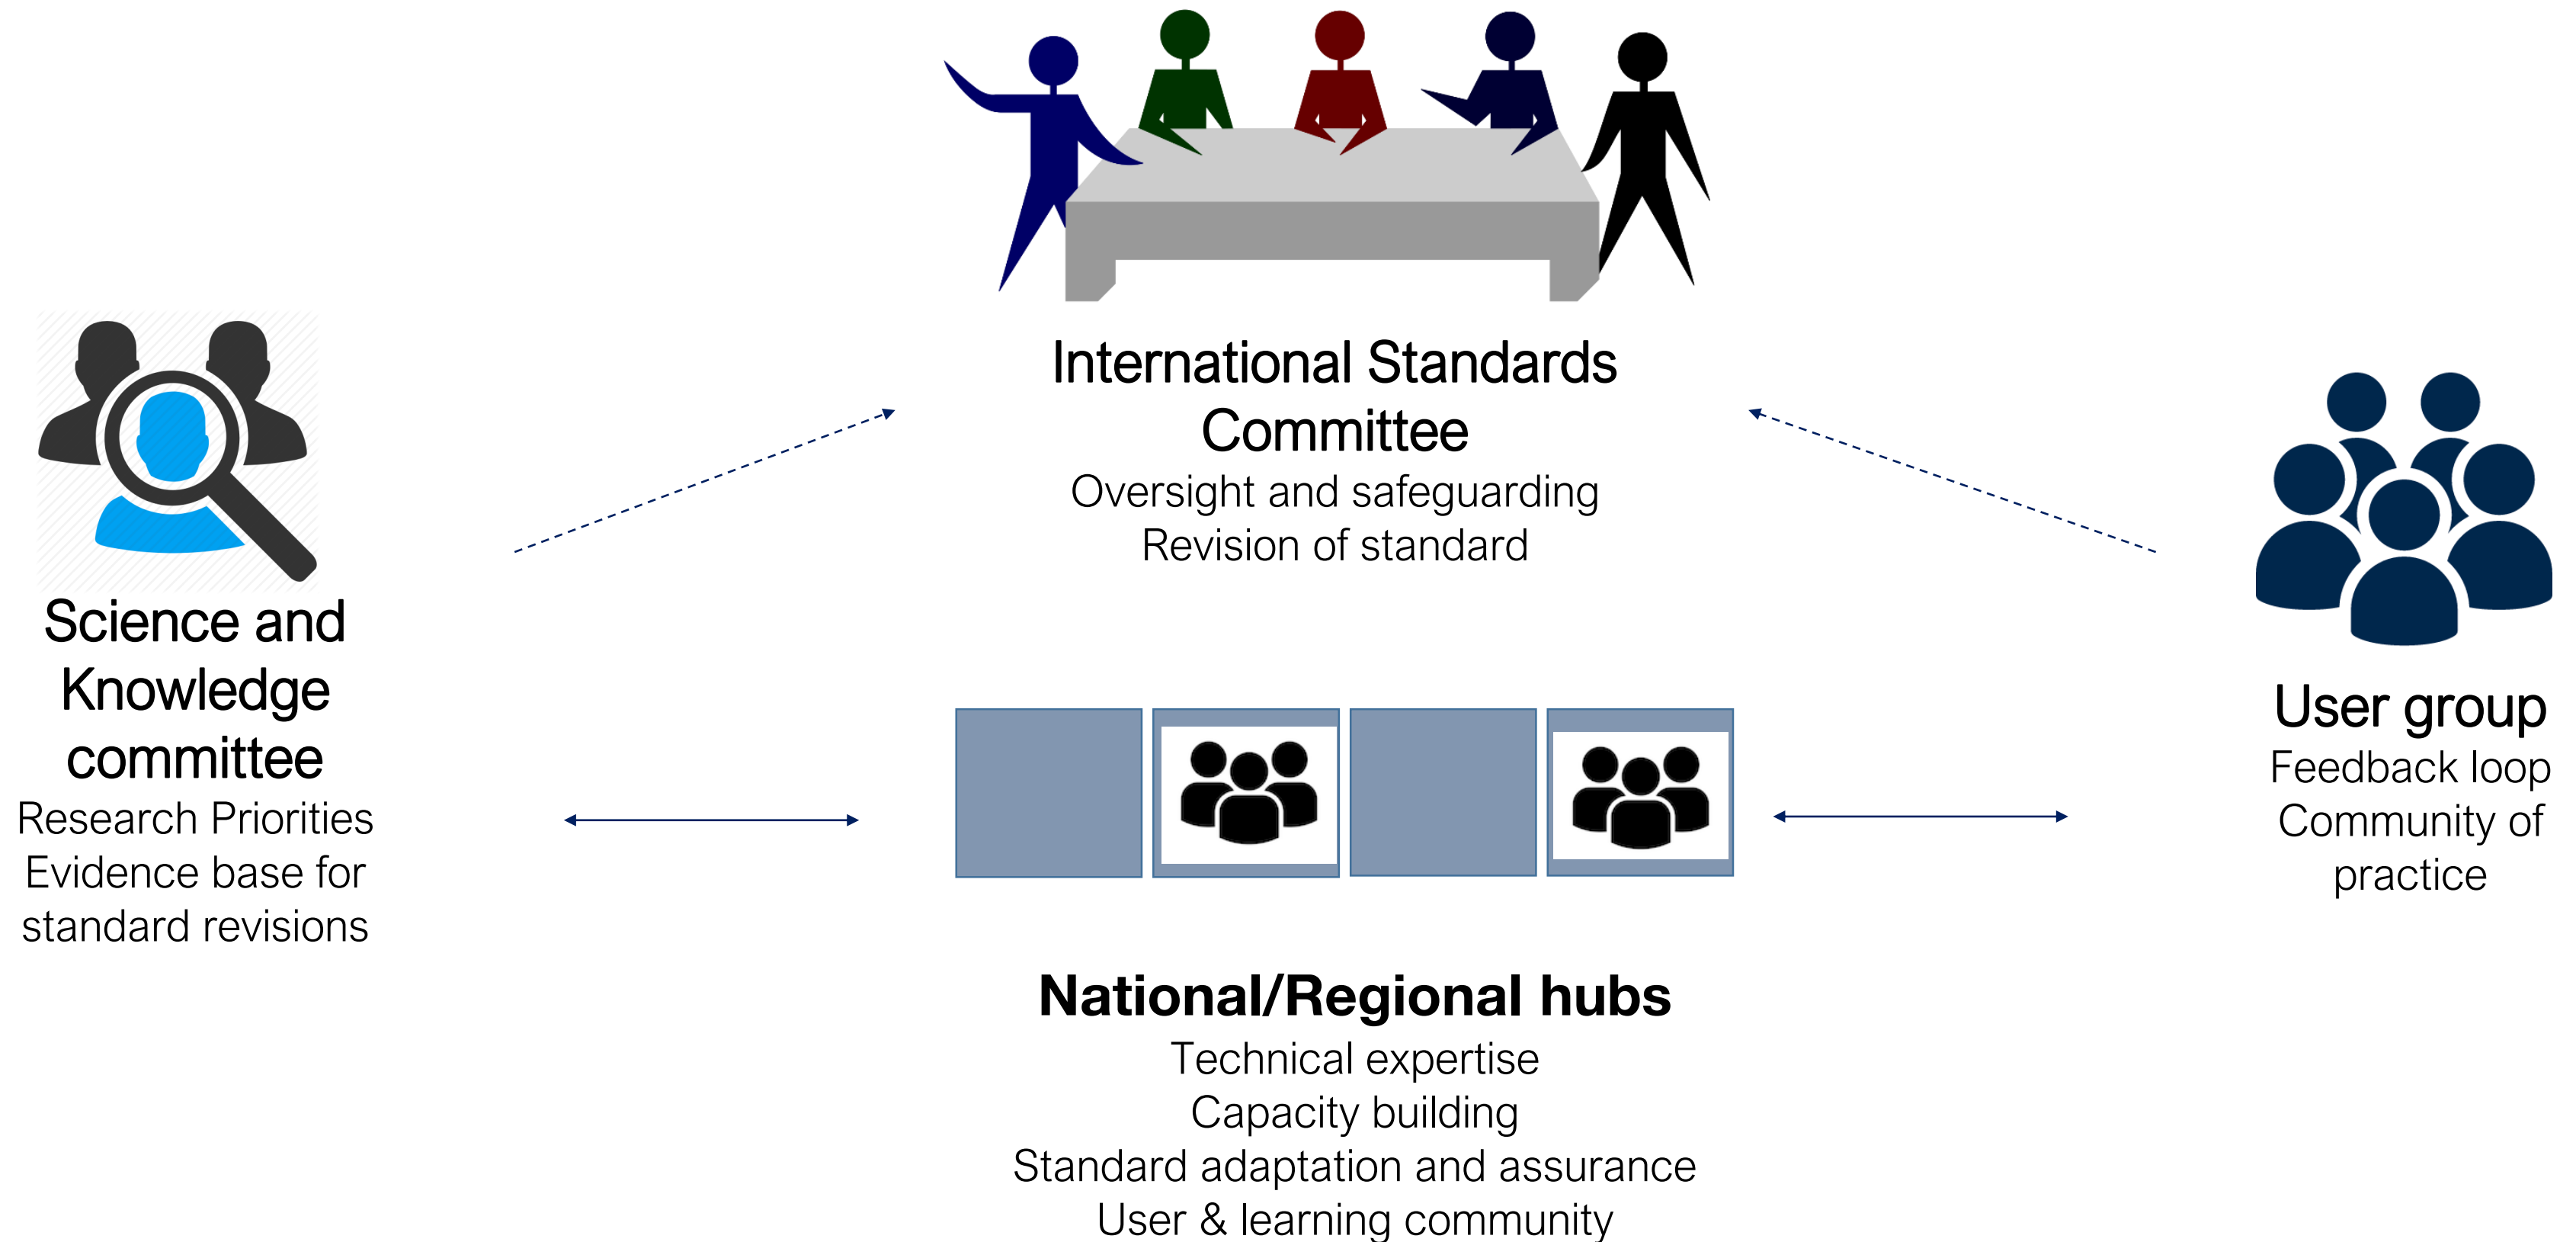 International Standards
Committee
Oversight and safeguarding
Revision of standard
Science and
Knowledge
committee
Research Priorities
Evidence base for
standard revisions
User group
Feedback loop
Community of
practice
National/Regional hubs
Technical expertise
Capacity building
Standard adaptation and assurance
User & learning community